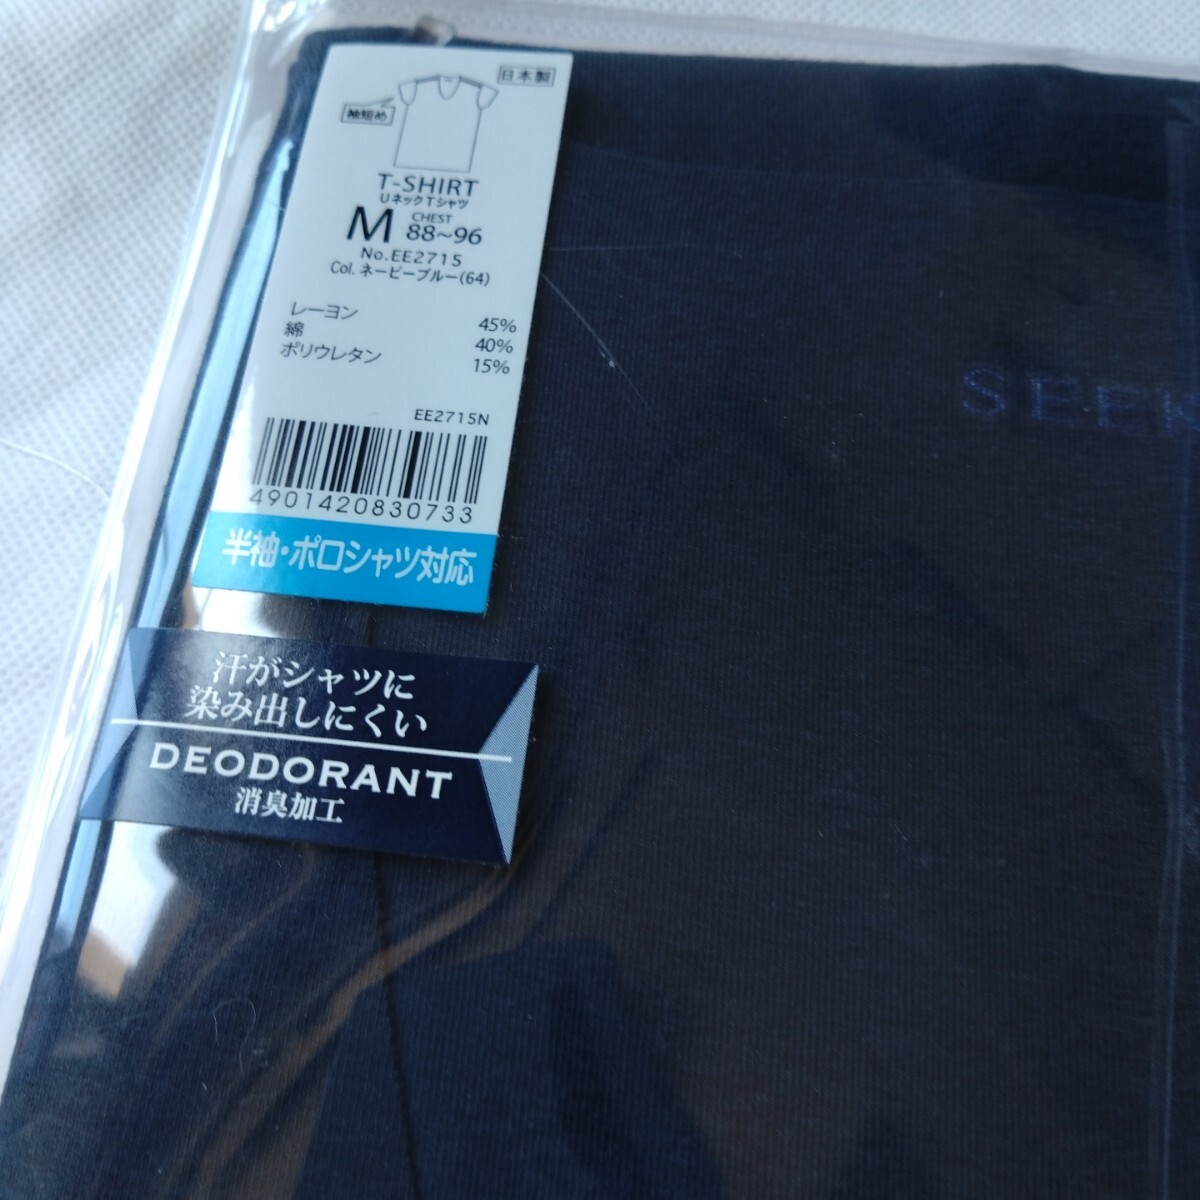 日本製
袖短め
T-SHIRT
UネックTシャツ
M CHEST 88~96
No.EE2715
Col. ネービーブルー(64)
レーヨン 45%
綿 40%
ポリウレタン 15%
EE2715N
4901420830733
半袖・ポロシャツ対応
汗がシャツに
染み出しにくい
DEODORANT
消臭加工
SEEK